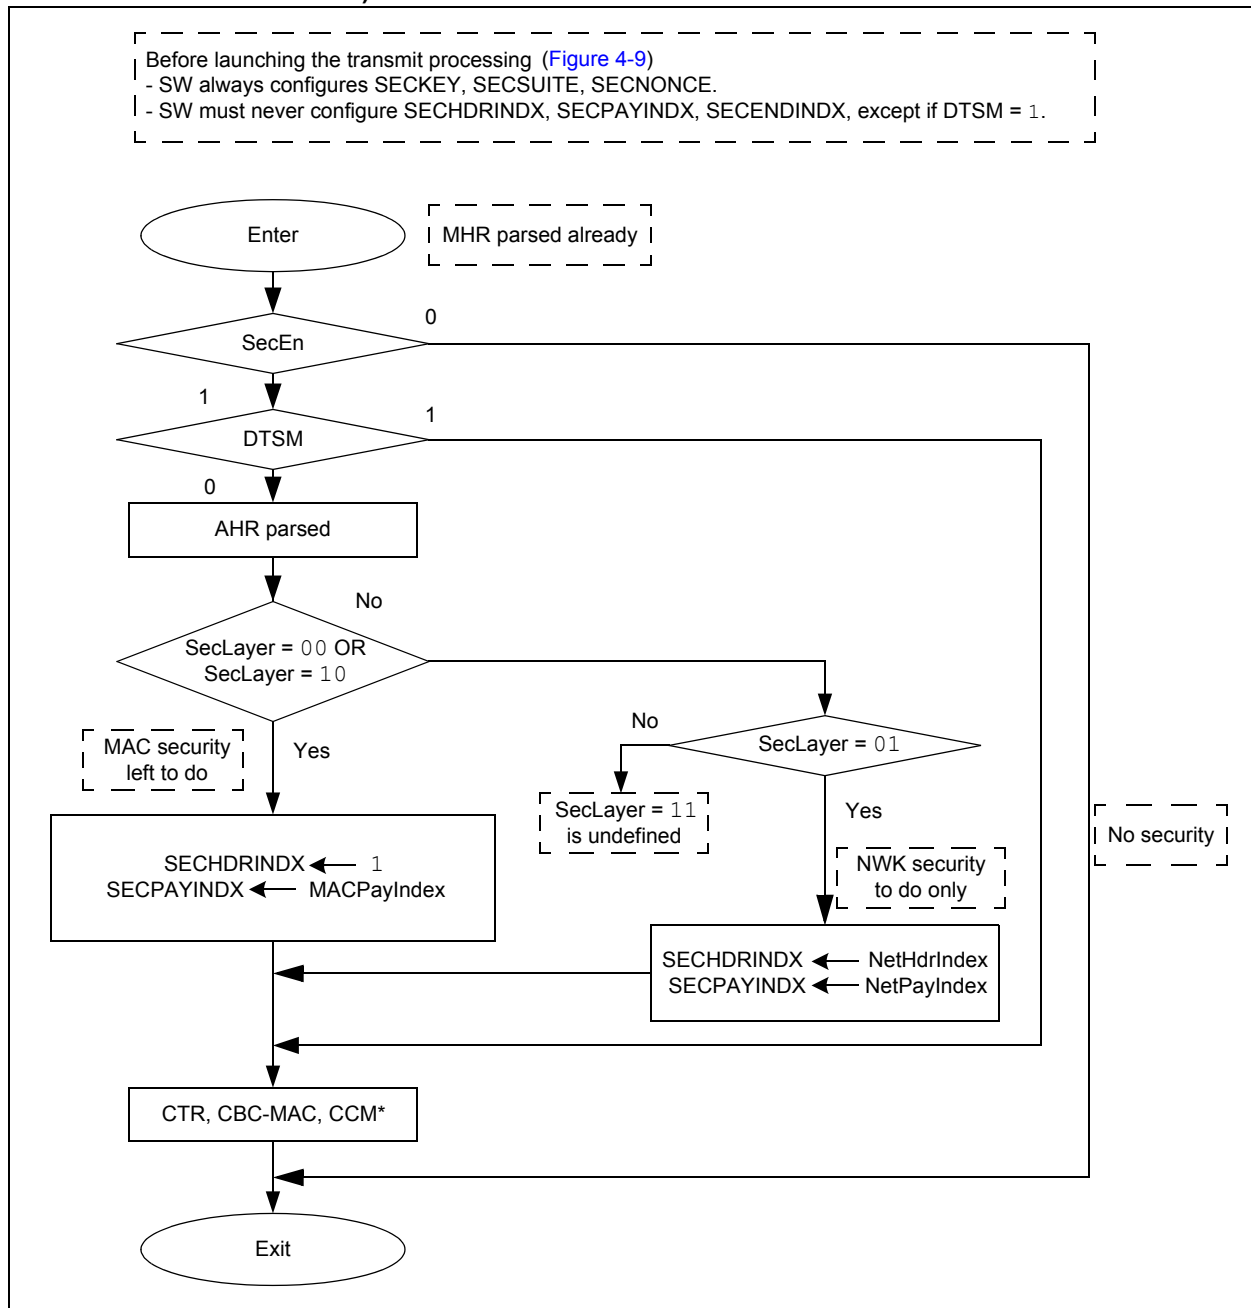 Before launching the transmit processing (Figure 4-9)
- SW always configures SECKEY, SECSUITE, SECNONCE.
- SW must never configure SECHDRINDX, SECPAYINDX, SECENDINDX, except if DTSM = 1.
Enter
MHR parsed already
0
SecEn
1
1
DTSM
0
AHR parsed
No
SecLayer = 00 OR
SecLayer = 10
No
SecLayer = 01
MAC security
left to do
Yes
SecLayer = 11
is undefined
Yes
No security
NWK security
to do only
SECHDRINDX ← 1
SECPAYINDX ← MACPayIndex
SECHDRINDX ← NetHdrIndex
SECPAYINDX ← NetPayIndex
CTR, CBC-MAC, CCM*
Exit